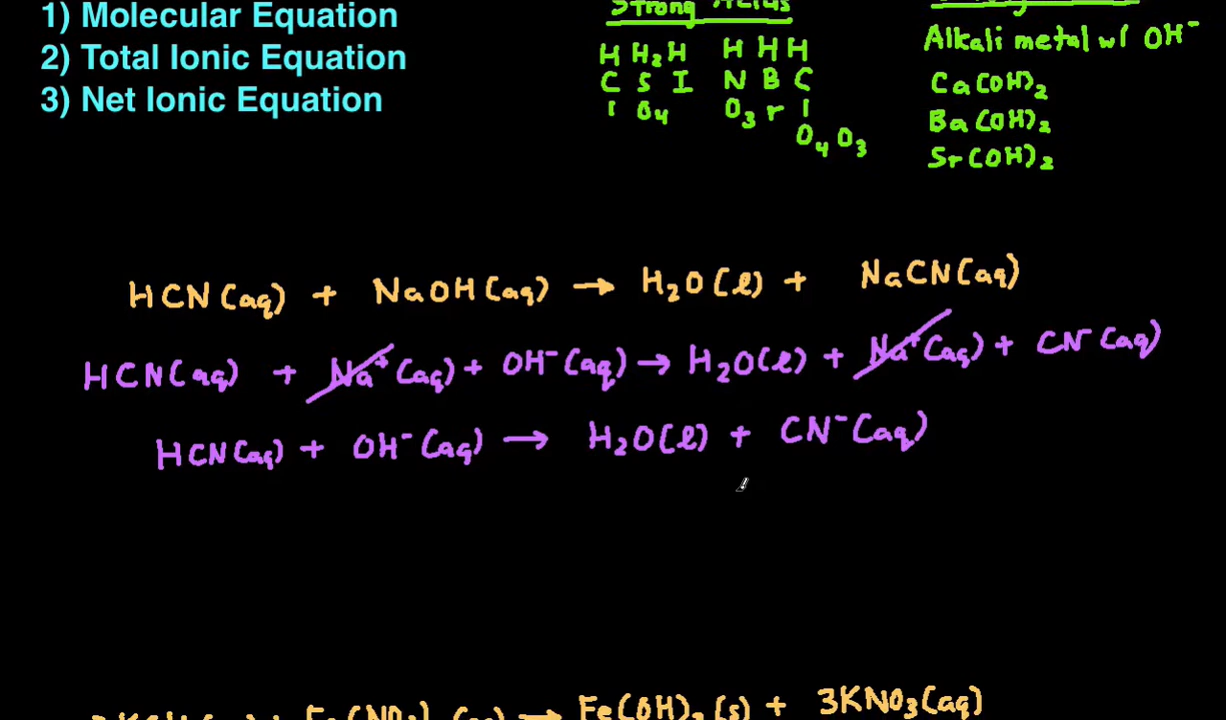 1) Molecular Equation
2) Total Ionic Equation
3) Net Ionic Equation
Strong Acids
H H₂ H H H H
C S I N B C
l O₄ O₃ r l
O₄ O₃
Alkali metal w/ OH⁻
Ca(OH)₂
Ba(OH)₂
Sr(OH)₂
HCN(aq) + NaOH(aq) → H₂O(l) + NaCN(aq)
HCN(aq) + Na⁺(aq) + OH⁻(aq) → H₂O(l) + Na⁺(aq) + CN⁻(aq)
HCN(aq) + OH⁻(aq) → H₂O(l) + CN⁻(aq)
→ Fe(OH)₃(s) + 3KNO₃(aq)